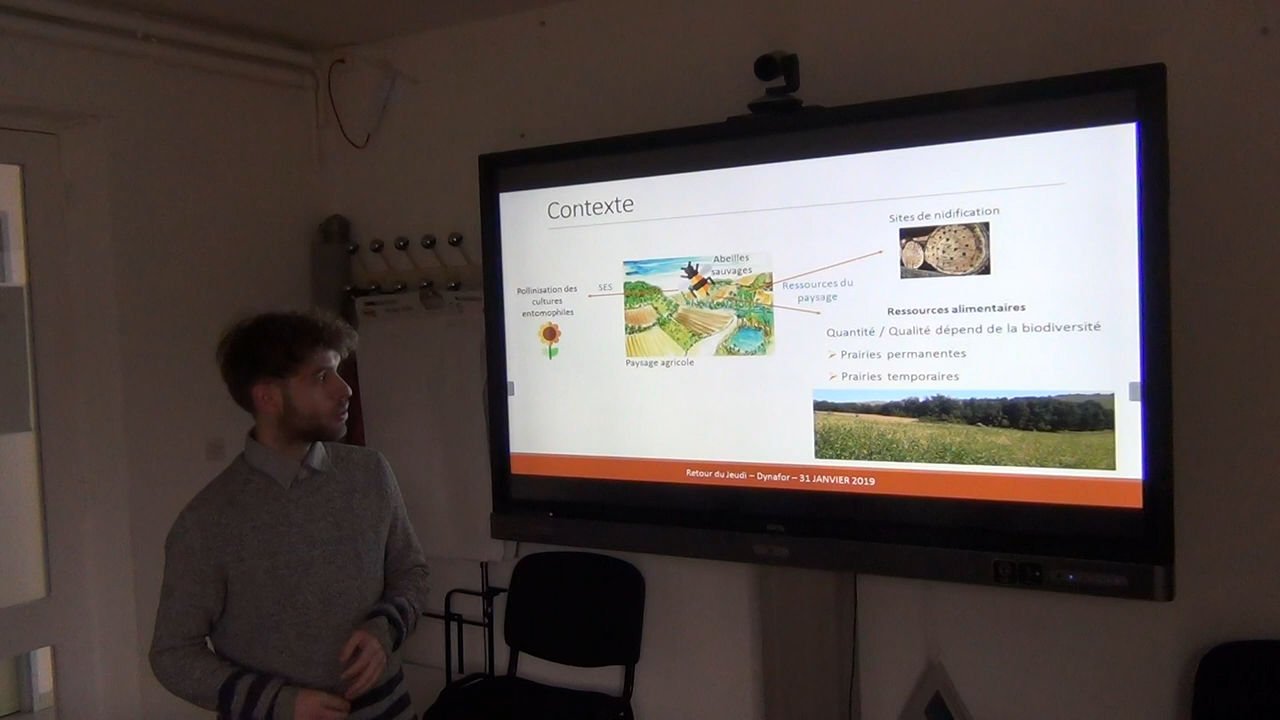 Contexte
Pollinisation des
cultures
entomophiles
SES
Abeilles
sauvages
Paysage agricole
Ressources du
paysage
Sites de nidification
Ressources alimentaires
Quantité / Qualité dépend de la biodiversité
➢ Prairies permanentes
➢ Prairies temporaires
Retour du Jeudi – Dynafor – 31 JANVIER 2019